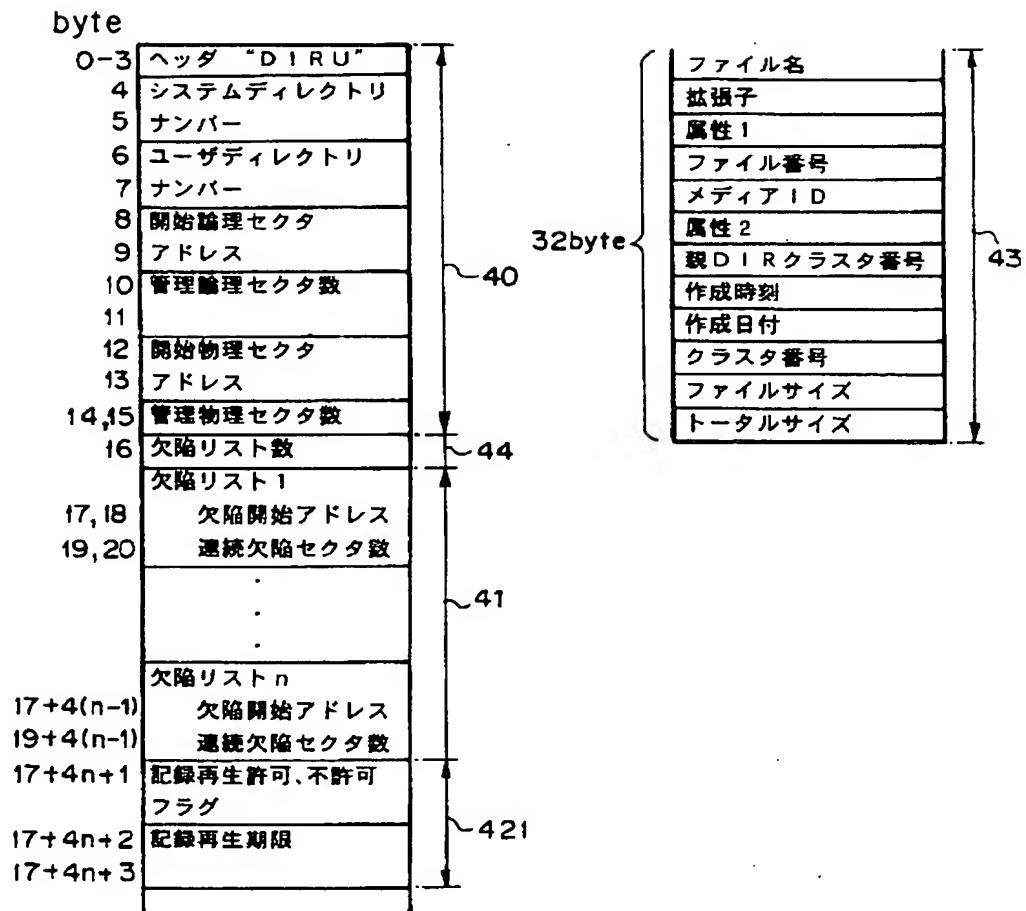 byte
0-3 ヘッダ "DIRU"
4 システムディレクトリ
5 ナンバー
6 ユーザディレクトリ
7 ナンバー
8 開始論理セクタ
9 アドレス
10 管理論理セクタ数
11
12 開始物理セクタ
13 アドレス
14,15 管理物理セクタ数
40
16 欠陥リスト数
44
欠陥リスト1
17,18 欠陥開始アドレス
19,20 連続欠陥セクタ数
・
・
・
41
欠陥リストn
17+4(n-1) 欠陥開始アドレス
19+4(n-1) 連続欠陥セクタ数
17+4n+1 記録再生許可、不許可
フラグ
17+4n+2 記録再生期限
17+4n+3
421
32byte
ファイル名
拡張子
属性1
ファイル番号
メディアID
属性2
親DIRクラスタ番号
作成時刻
作成日付
クラスタ番号
ファイルサイズ
トータルサイズ
43